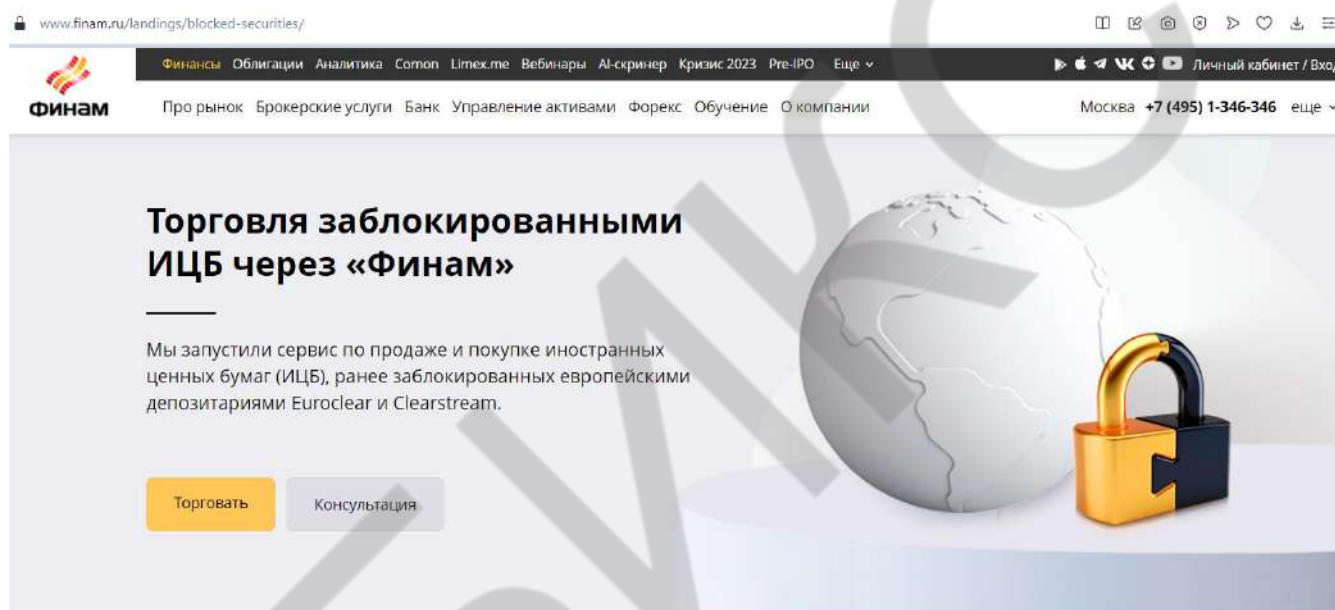 www.finam.ru/landings/blocked-securities/
Финансы Облигации Аналитика Comon Limex.me Вебинары AI-скринер Кризис 2023 Pre-IPO Еще
Личный кабинет / Вход
ФИНАМ
Про рынок Брокерские услуги Банк Управление активами Форекс Обучение О компании
Москва +7 (495) 1-346-346 еще
Торговля заблокированными
ИЦБ через «Финам»
Мы запустили сервис по продаже и покупке иностранных
ценных бумаг (ИЦБ), ранее заблокированных европейскими
депозитариями Euroclear и Clearstream.
Торговать
Консультация